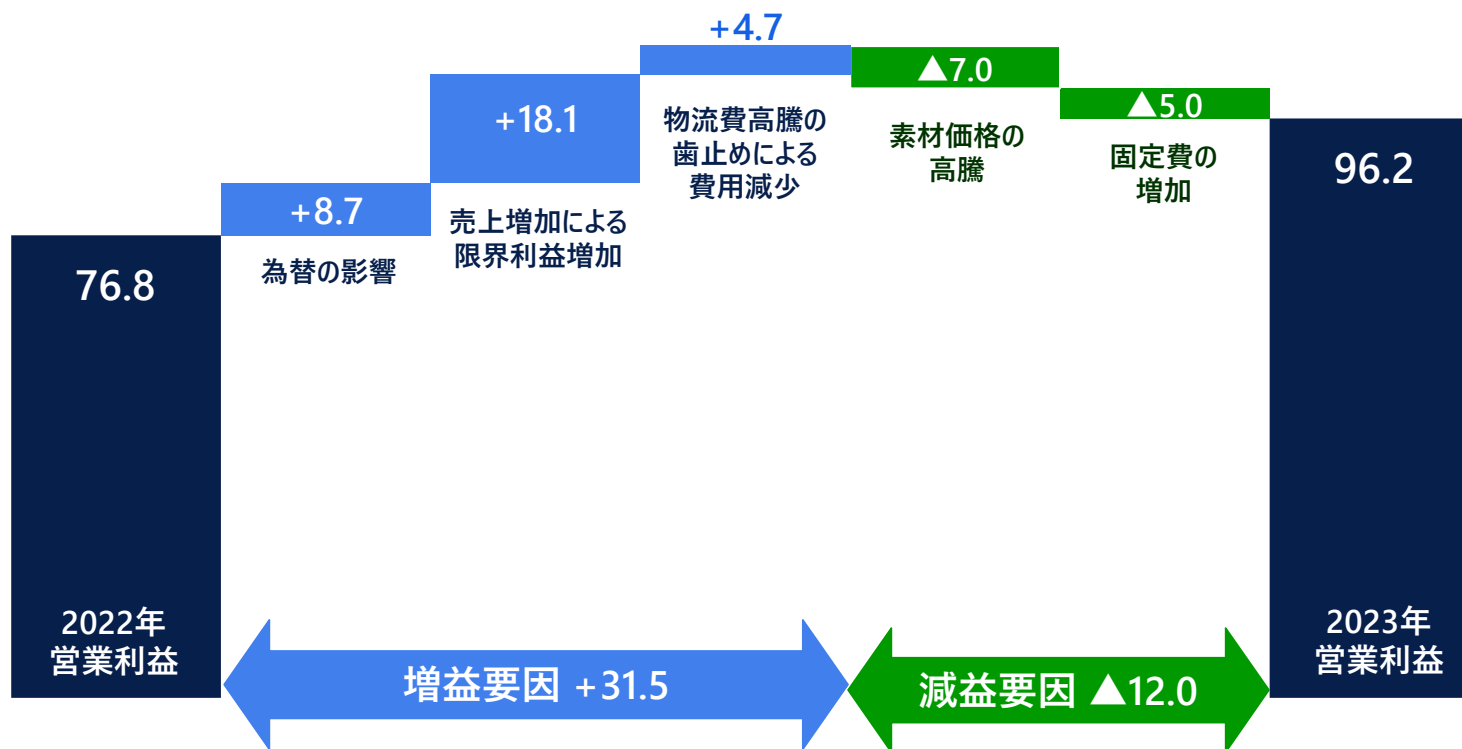 76.8
2022年
営業利益
+8.7
為替の影響
+18.1
売上増加による
限界利益増加
+4.7
物流費高騰の
歯止めによる
費用減少
▲7.0
素材価格の
高騰
▲5.0
固定費の
増加
96.2
2023年
営業利益
増益要因 +31.5
減益要因 ▲12.0